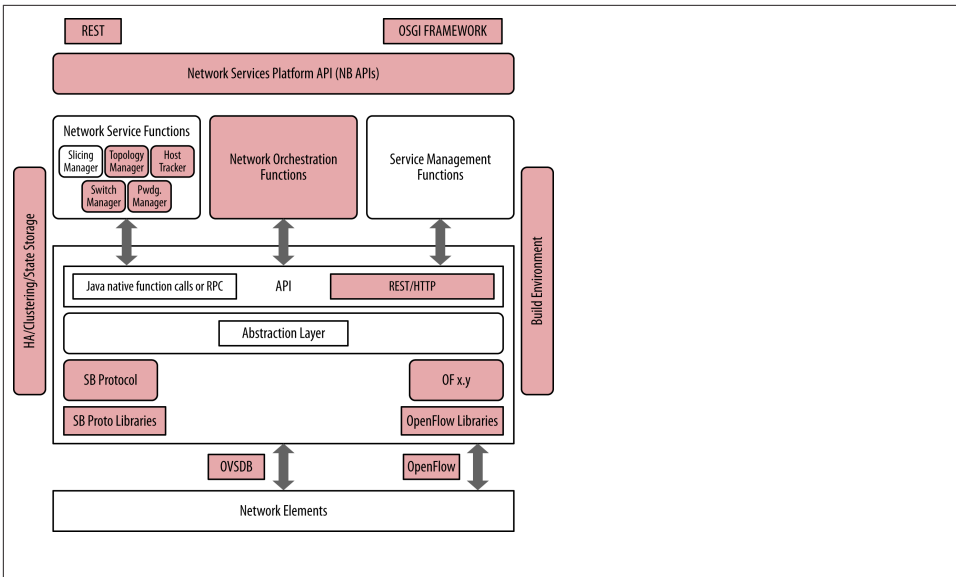 REST
OSGI FRAMEWORK
Network Services Platform API (NB APIs)
Network Service Functions
Slicing
Manager
Topology
Manager
Host
Tracker
Switch
Manager
Pwdg.
Manager
Network Orchestration
Functions
Service Management
Functions
HA/Clustering/State Storage
Build Environment
Java native function calls or RPC
API
REST/HTTP
Abstraction Layer
SB Protocol
OF x.y
SB Proto Libraries
OpenFlow Libraries
OVSDB
OpenFlow
Network Elements